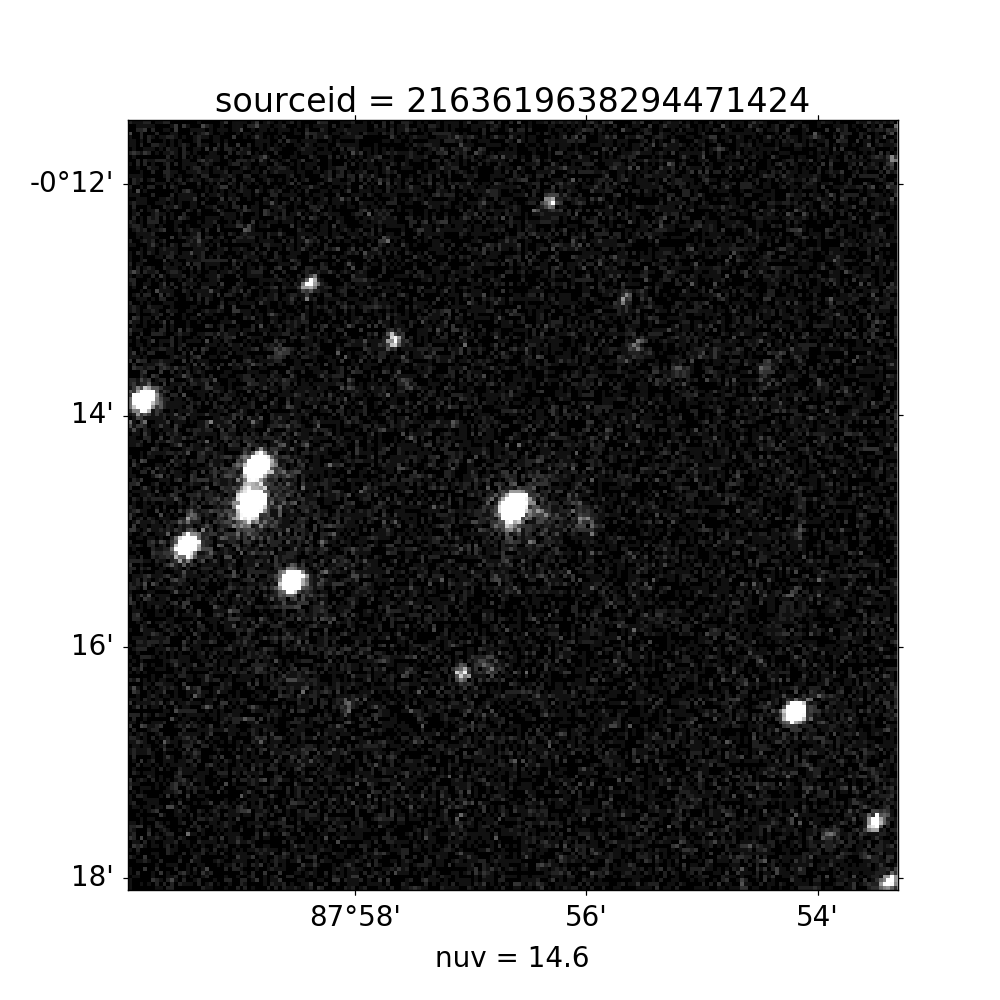 sourceid = 2163619638294471424
-0°12'
14'
16'
18'
87°58' 56' 54'
nuv = 14.6